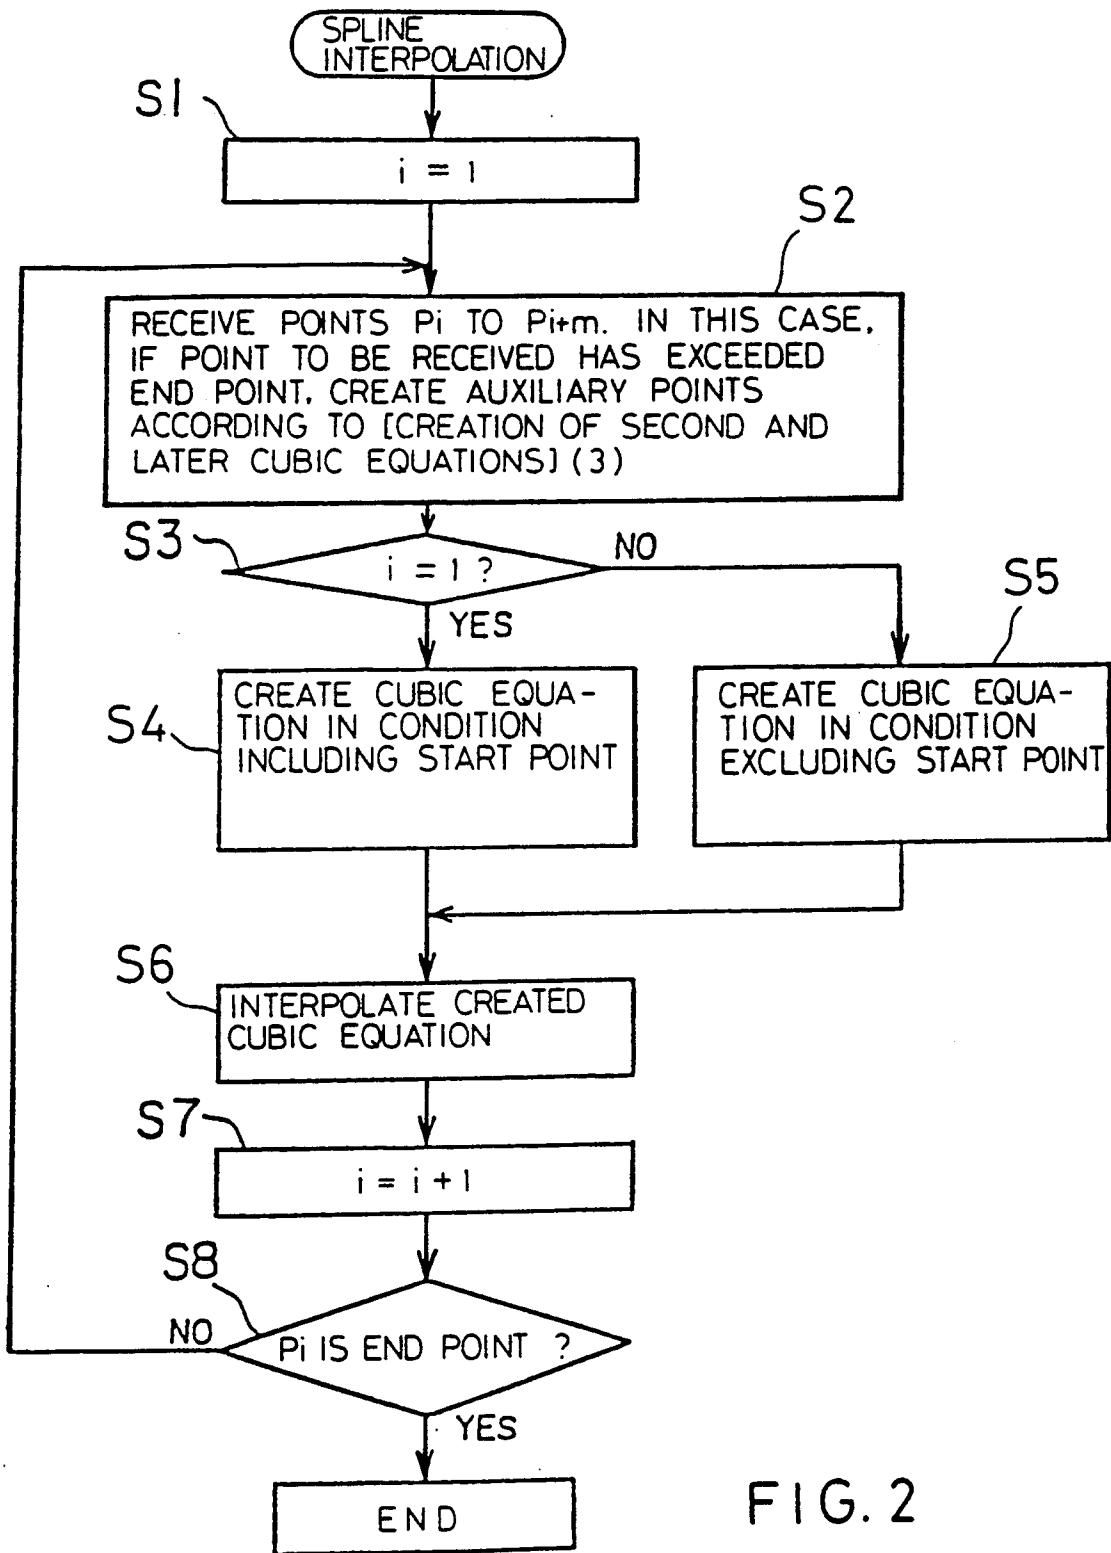 SPLINE
INTERPOLATION
S1
i = 1
S2
RECEIVE POINTS Pi TO Pi+m. IN THIS CASE,
IF POINT TO BE RECEIVED HAS EXCEEDED
END POINT, CREATE AUXILIARY POINTS
ACCORDING TO [CREATION OF SECOND AND
LATER CUBIC EQUATIONS] (3)
S3
i = 1 ?
NO
YES
S4
CREATE CUBIC EQUA-
TION IN CONDITION
INCLUDING START POINT
S5
CREATE CUBIC EQUA-
TION IN CONDITION
EXCLUDING START POINT
S6
INTERPOLATE CREATED
CUBIC EQUATION
S7
i = i + 1
S8
NO
Pi IS END POINT ?
YES
END
FIG. 2